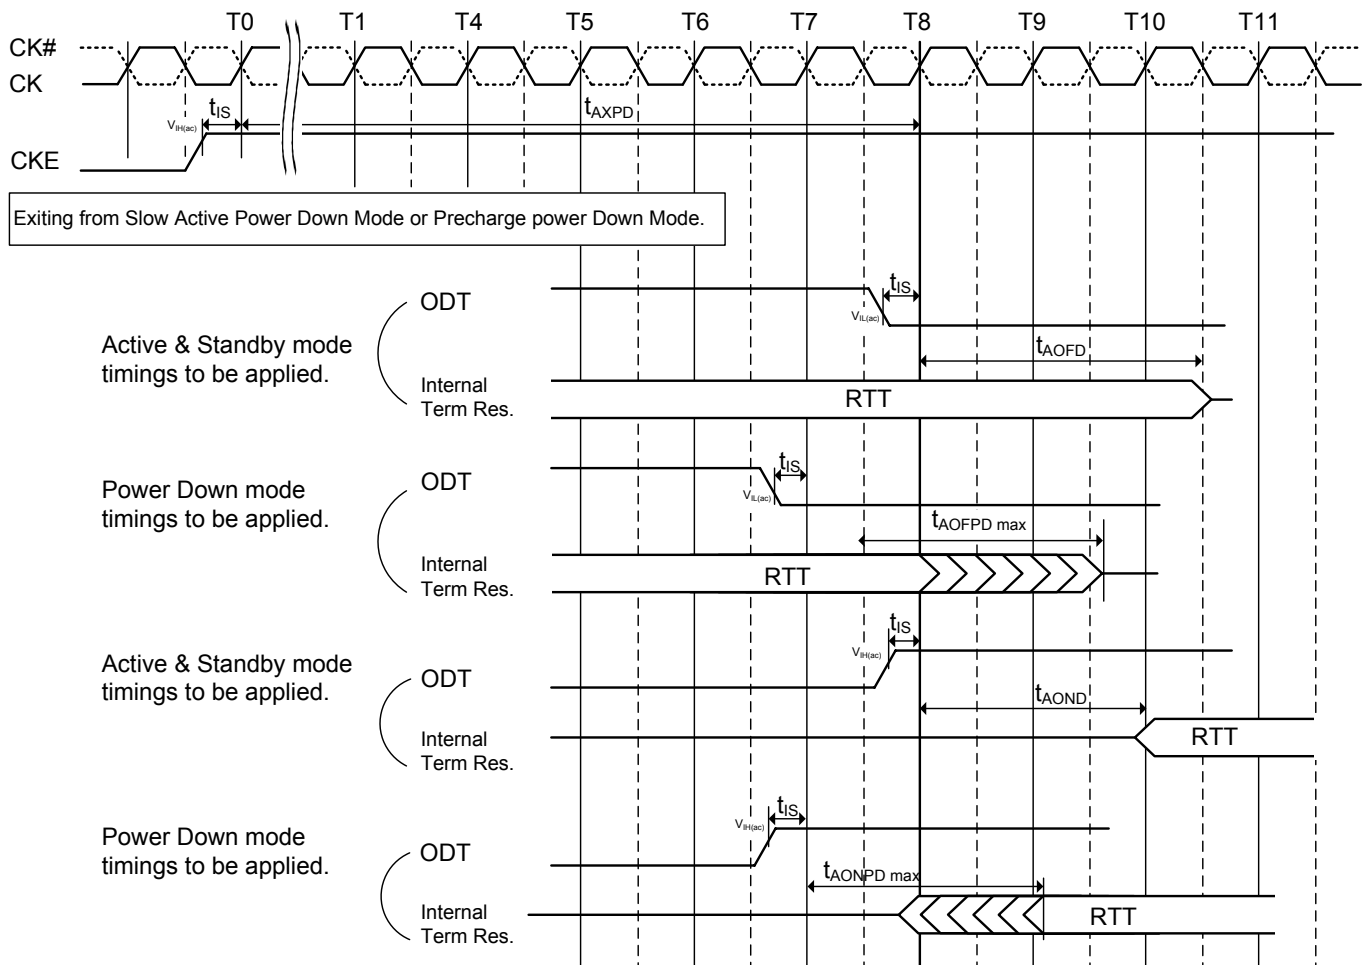 T0 T1 T4 T5 T6 T7 T8 T9 T10 T11
CK#
CK
tIS
tAXPD
VIH(ac)
CKE
Exiting from Slow Active Power Down Mode or Precharge power Down Mode.
ODT
tIS
VIL(ac)
Active & Standby mode
timings to be applied.
tAOFD
Internal
Term Res.
RTT
ODT
tIS
VIL(ac)
Power Down mode
timings to be applied.
tAOFPD max
Internal
Term Res.
RTT
tIS
VIH(ac)
Active & Standby mode
timings to be applied.
ODT
tAOND
Internal
Term Res.
RTT
tIS
VIH(ac)
Power Down mode
timings to be applied.
ODT
tAONPD max
Internal
Term Res.
RTT